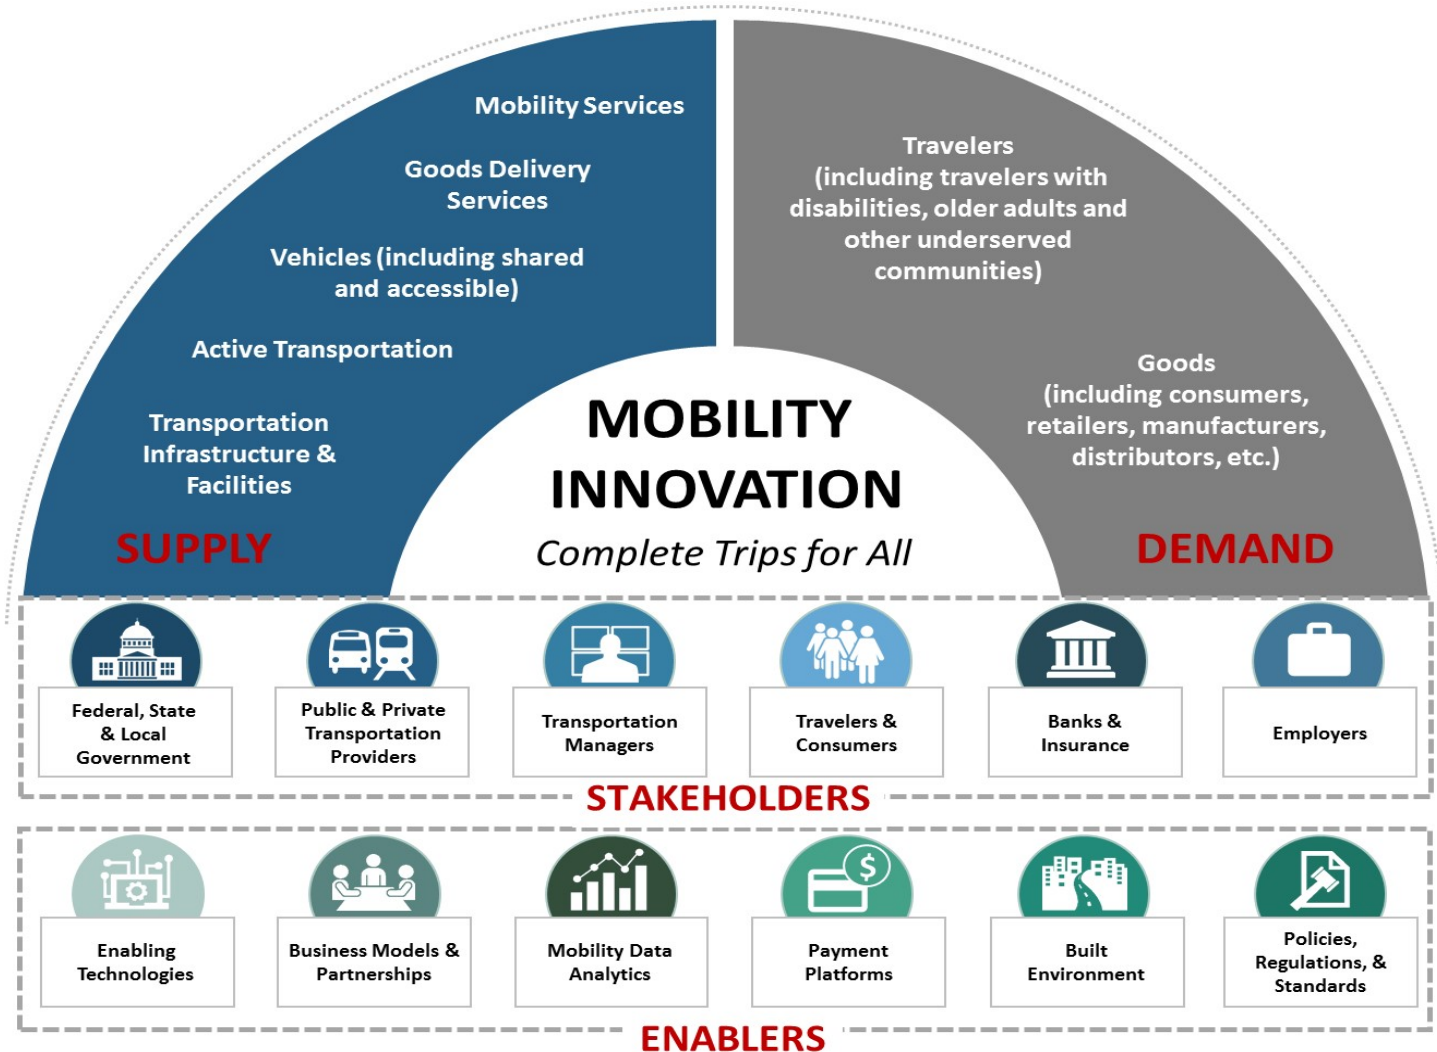 Mobility Services
Goods Delivery
Services
Vehicles (including shared
and accessible)
Active Transportation
Transportation
Infrastructure &
Facilities
SUPPLY
Travelers
(including travelers with
disabilities, older adults and
other underserved
communities)
Goods
(including consumers,
retailers, manufacturers,
distributors, etc.)
DEMAND
MOBILITY
INNOVATION
Complete Trips for All
Federal, State
& Local
Government
Public & Private
Transportation
Providers
Transportation
Managers
Travelers &
Consumers
Banks &
Insurance
Employers
STAKEHOLDERS
$
Enabling
Technologies
Business Models &
Partnerships
Mobility Data
Analytics
Payment
Platforms
Built
Environment
Policies,
Regulations, &
Standards
ENABLERS